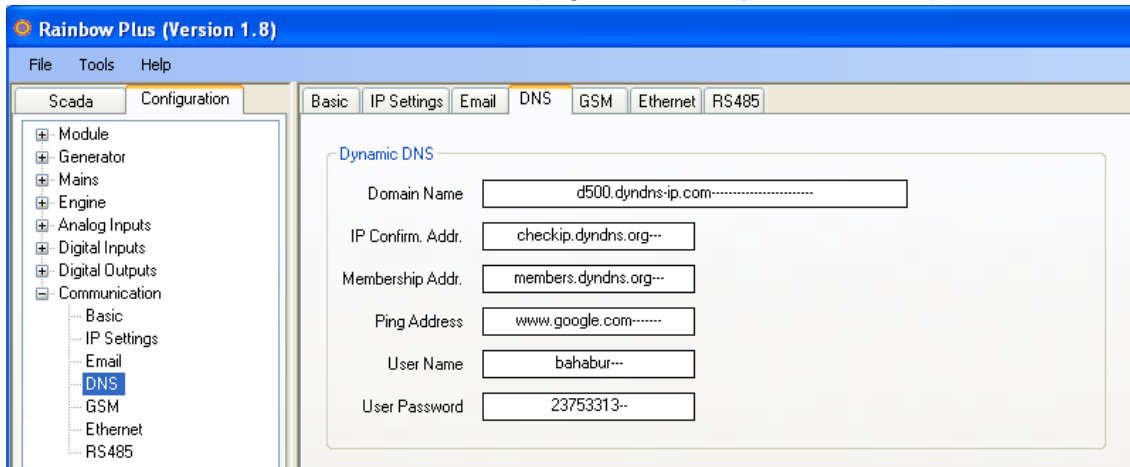 Rainbow Plus (Version 1.8)
File Tools Help
Scada Configuration
Module
Generator
Mains
Engine
Analog Inputs
Digital Inputs
Digital Outputs
Communication
Basic
IP Settings
Email
DNS
GSM
Ethernet
RS485
Basic IP Settings Email DNS GSM Ethernet RS485
Dynamic DNS
Domain Name d500.dyndns-ip.com------------------------
IP Confirm. Addr. checkip.dyndns.org---
Membership Addr. members.dyndns.org---
Ping Address www.google.com-------
User Name bahabur---
User Password 23753313--